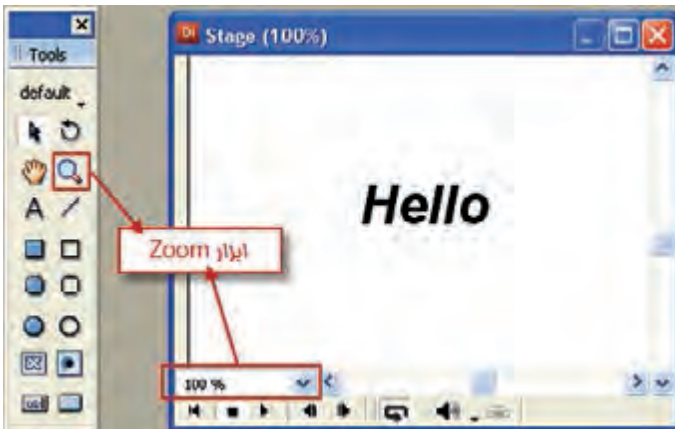 Tools
default
A
Stage (100%)
Hello
ابزار Zoom
100 %